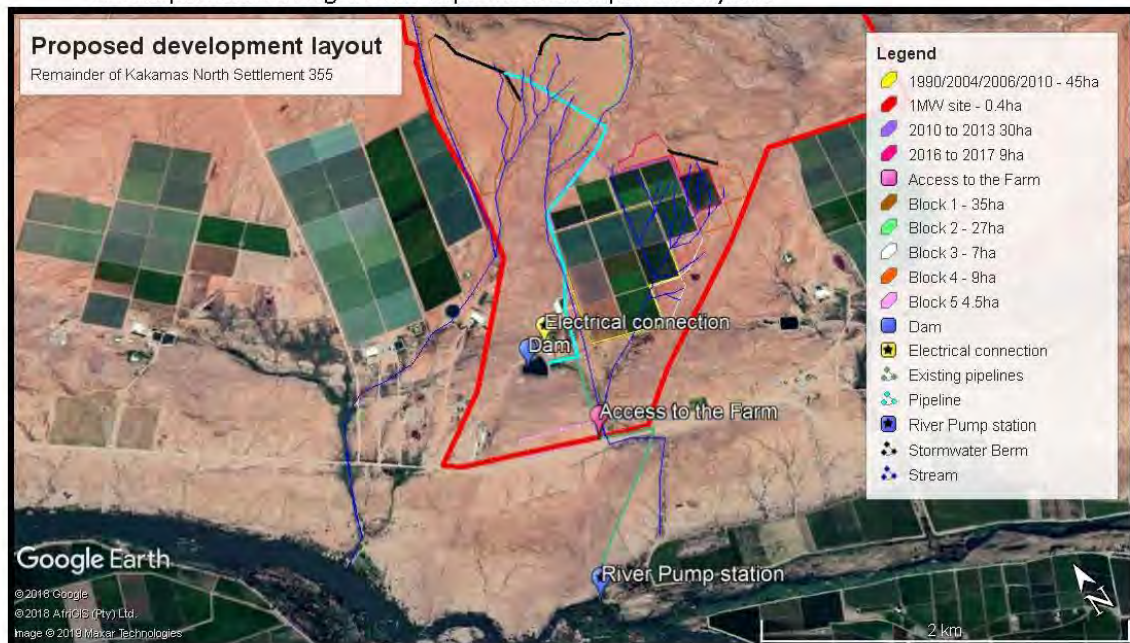 Proposed development layout
Remainder of Kakamas North Settlement 355
Legend
1990/2004/2006/2010 - 45ha
1MW site - 0.4ha
2010 to 2013 30ha
2016 to 2017 9ha
Access to the Farm
Block 1 - 35ha
Block 2 - 27ha
Block 3 - 7ha
Block 4 - 9ha
Block 5 4.5ha
Dam
Electrical connection
Existing pipelines
Pipeline
River Pump station
Stormwater Berm
Stream
Electrical connection
Dam
Access to the Farm
River Pump station
Google Earth
©2018 Google
©2018 AfriGIS (Pty) Ltd.
Image © 2019 Maxar Technologies
2 km
N